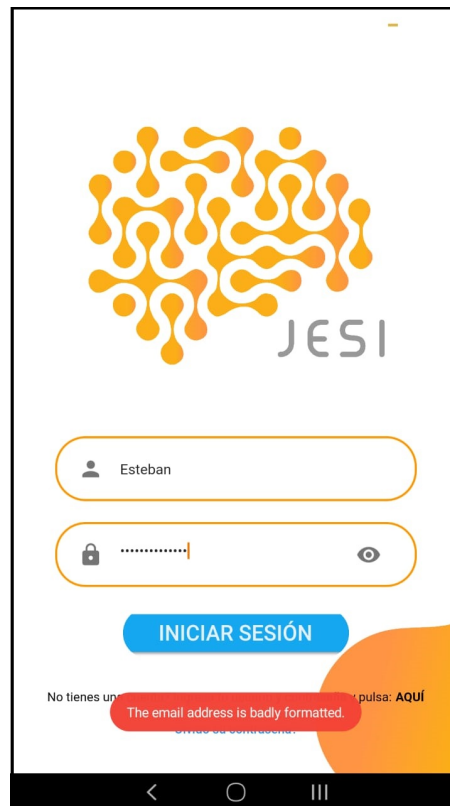 JESI
Esteban
••••••••••••••
INICIAR SESIÓN
No tienes un pulsa: AQUÍ
The email address is badly formatted.